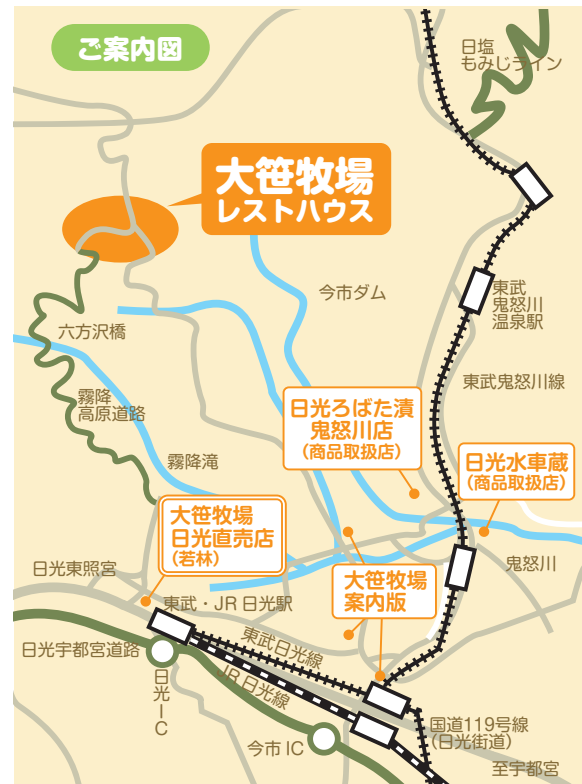 ご案内図
日塩
もみじライン
大笹牧場
レストハウス
今市ダム
東武
鬼怒川
温泉駅
六方沢橋
東武鬼怒川線
霧降
高原道路
日光ろばた漬
鬼怒川店
(商品取扱店)
日光水車蔵
(商品取扱店)
霧降滝
大笹牧場
日光直売店
(若林)
鬼怒川
日光東照宮
大笹牧場
案内版
東武・JR 日光駅
東武日光線
日光宇都宮道路
日光IC
JR日光線
国道119号線
(日光街道)
今市 IC
至宇都宮